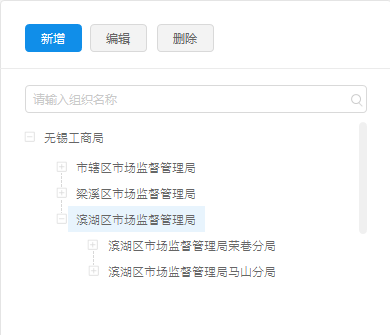 新增 编辑 删除
请输入组织名称
无锡工商局
市辖区市场监督管理局
梁溪区市场监督管理局
滨湖区市场监督管理局
滨湖区市场监督管理局荣巷分局
滨湖区市场监督管理局马山分局